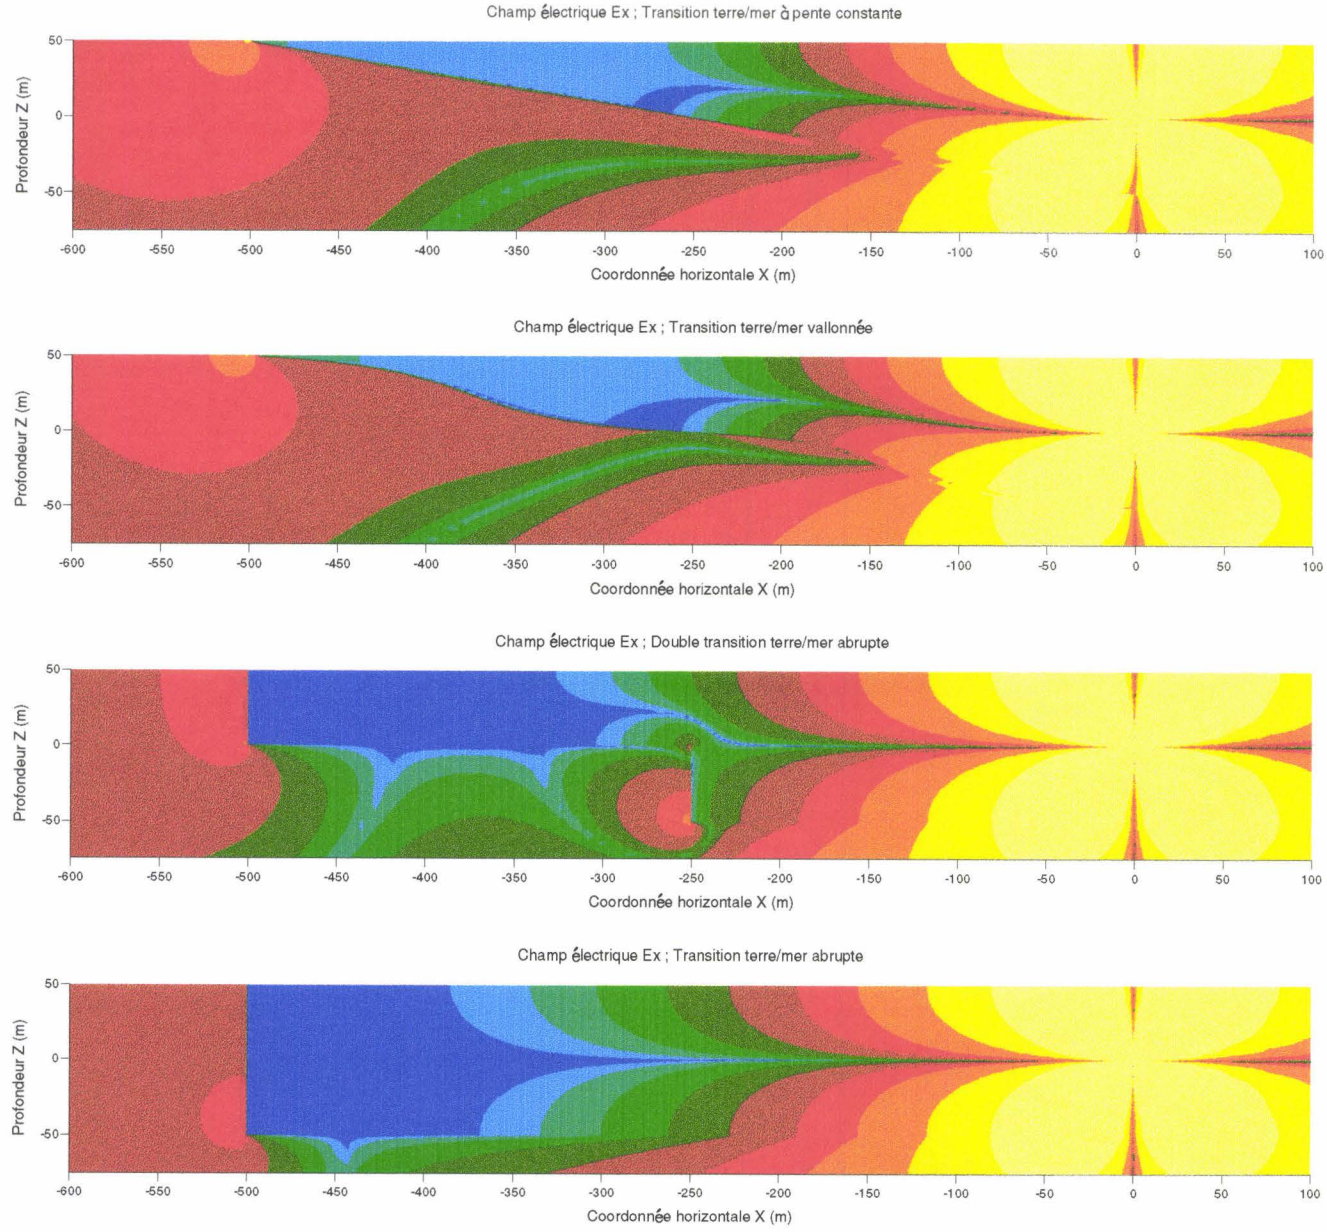 Champ électrique Ex ; Transition terre/mer à pente constante
50
0
-50
Profondeur Z (m)
-600 -550 -500 -450 -400 -350 -300 -250 -200 -150 -100 -50 0 50 100
Coordonnée horizontale X (m)
Champ électrique Ex ; Transition terre/mer vallonnée
50
0
-50
Profondeur Z (m)
-600 -550 -500 -450 -400 -350 -300 -250 -200 -150 -100 -50 0 50 100
Coordonnée horizontale X (m)
Champ électrique Ex ; Double transition terre/mer abrupte
50
0
-50
Profondeur Z (m)
-600 -550 -500 -450 -400 -350 -300 -250 -200 -150 -100 -50 0 50 100
Coordonnée horizontale X (m)
Champ électrique Ex ; Transition terre/mer abrupte
50
0
-50
Profondeur Z (m)
-600 -550 -500 -450 -400 -350 -300 -250 -200 -150 -100 -50 0 50 100
Coordonnée horizontale X (m)